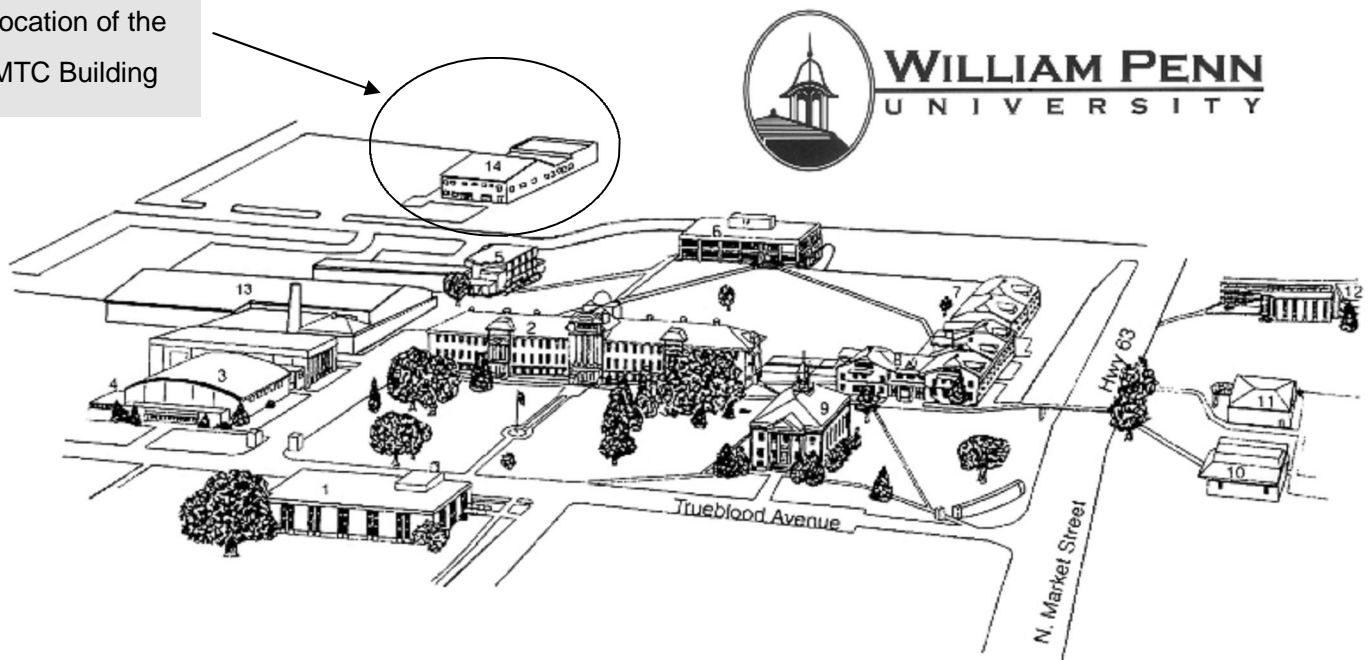 ocation of the
MTC Building
WILLIAM PENN
UNIVERSITY
14
6
5
7
13
12
2
Hwy 63
3
8
4
9
11
10
1
Trueblood Avenue
N. Market Street